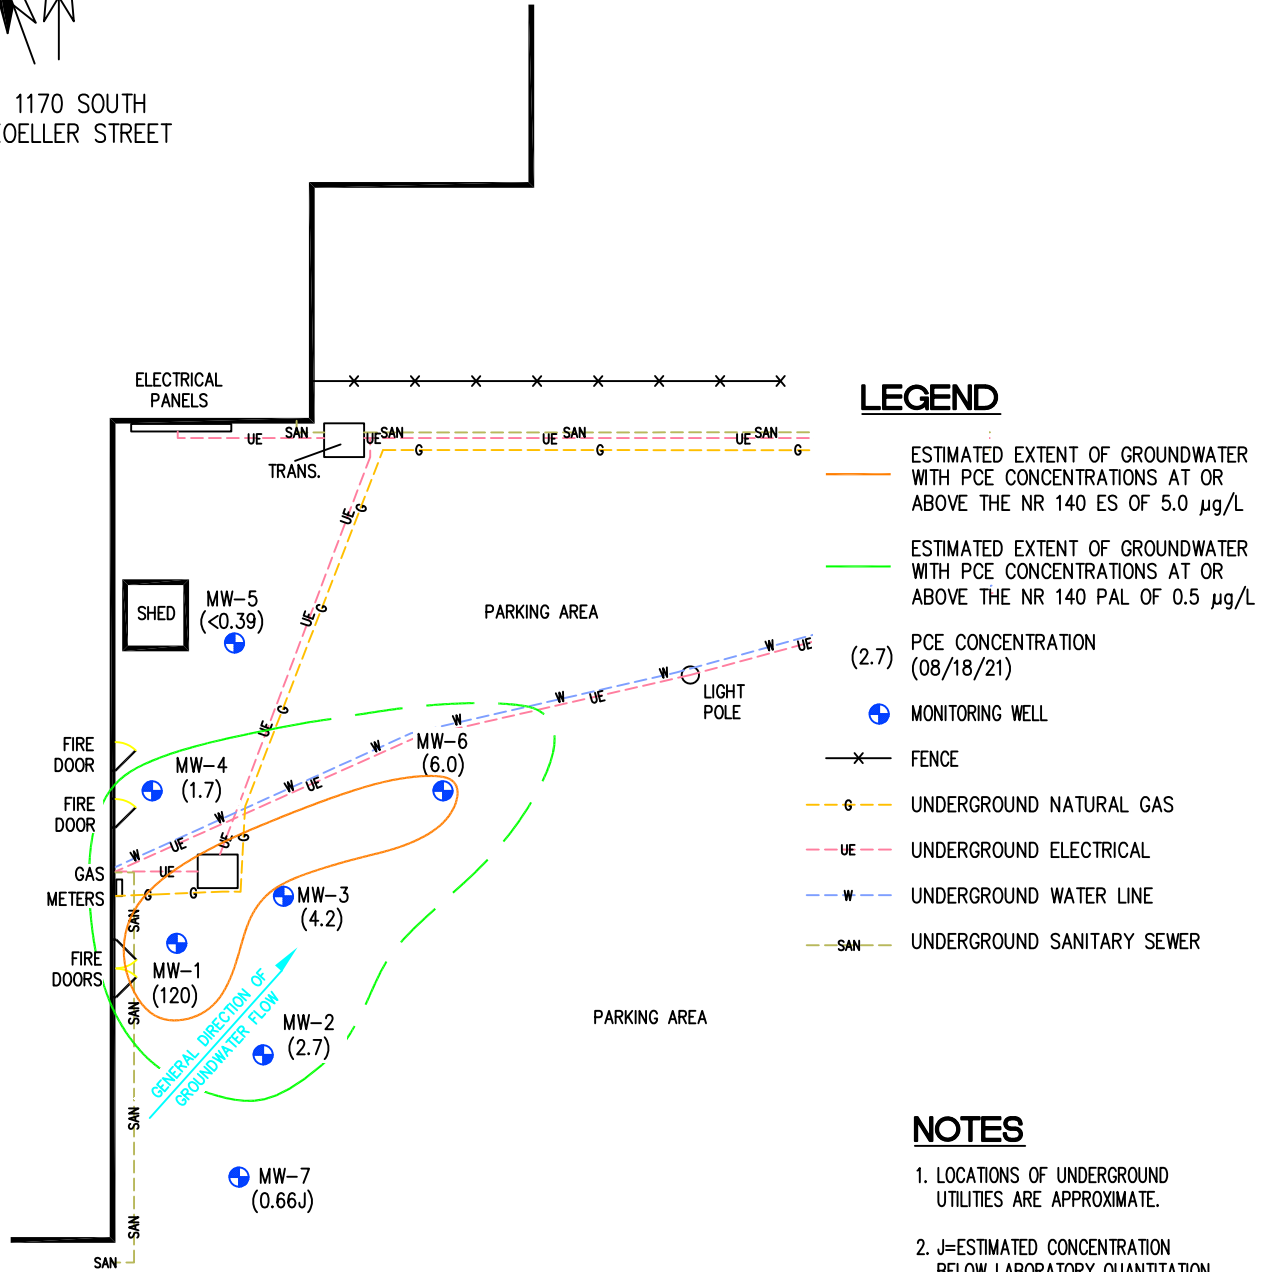 1170 SOUTH
OELLER STREET
ELECTRICAL
PANELS
UE
SAN
UE
SAN
UE
SAN
UE
SAN
G
G
G
TRANS.
UE
G
SHED
MW-5
(<0.39)
UE
G
PARKING AREA
W
UE
W
LIGHT
POLE
W
UE
W
G
UE
W
MW-6
(6.0)
FIRE
DOOR
MW-4
(1.7)
W
UE
FIRE
DOOR
W
UE
G
UE
W
GAS
METERS
UE
G
G
MW-3
(4.2)
SAN
FIRE
DOORS
MW-1
(120)
SAN
GENERAL DIRECTION OF
GROUNDWATER FLOW
MW-2
(2.7)
PARKING AREA
SAN
MW-7
(0.66J)
SAN
SAN
LEGEND
ESTIMATED EXTENT OF GROUNDWATER
WITH PCE CONCENTRATIONS AT OR
ABOVE THE NR 140 ES OF 5.0 µg/L
ESTIMATED EXTENT OF GROUNDWATER
WITH PCE CONCENTRATIONS AT OR
ABOVE THE NR 140 PAL OF 0.5 µg/L
(2.7) PCE CONCENTRATION
(08/18/21)
MONITORING WELL
X FENCE
G UNDERGROUND NATURAL GAS
UE UNDERGROUND ELECTRICAL
W UNDERGROUND WATER LINE
SAN UNDERGROUND SANITARY SEWER
NOTES
1. LOCATIONS OF UNDERGROUND
UTILITIES ARE APPROXIMATE.
2. J=ESTIMATED CONCENTRATION
BELOW LABORATORY QUANTITATION